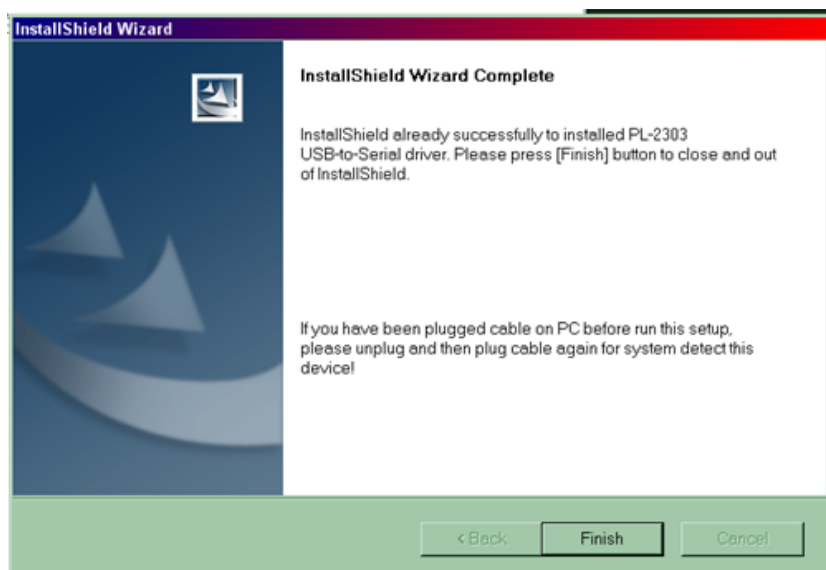 InstallShield Wizard
InstallShield Wizard Complete
InstallShield already successfully to installed PL-2303
USB-to-Serial driver. Please press [Finish] button to close and out
of InstallShield.
If you have been plugged cable on PC before run this setup,
please unplug and then plug cable again for system detect this
device!
< Back
Finish
Cancel